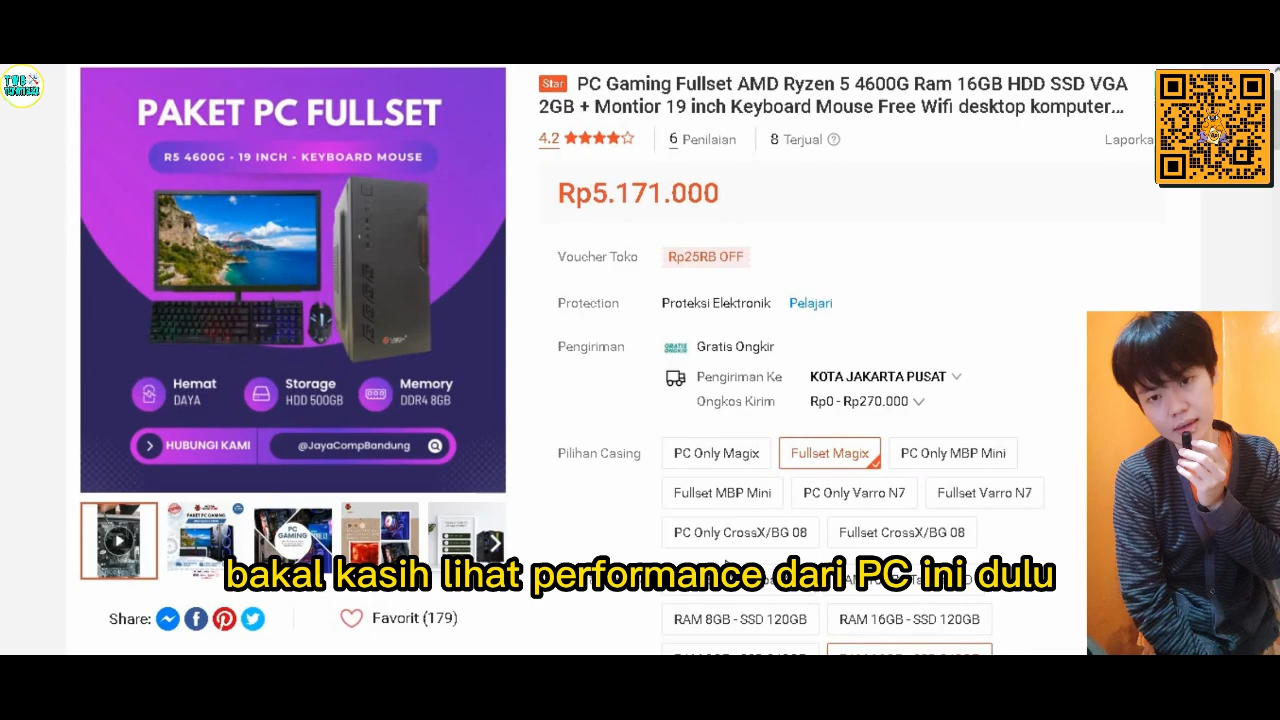 PAKET PC FULLSET
R5 4600G - 19 INCH - KEYBOARD MOUSE
Hemat
DAYA
Storage
HDD 500GB
Memory
DDR4 8GB
HUBUNGI KAMI
@JayaCompBandung
Share:
Favorit (179)
Star PC Gaming Fullset AMD Ryzen 5 4600G Ram 16GB HDD SSD VGA
2GB + Montior 19 inch Keyboard Mouse Free Wifi desktop komputer...
4.2 6 Penilaian 8 Terjual
Laporka
Rp5.171.000
Voucher Toko Rp25RB OFF
Protection Proteksi Elektronik Pelajari
Pengiriman GRATIS ONGKIR Gratis Ongkir
Pengiriman Ke KOTA JAKARTA PUSAT
Ongkos Kirim Rp0 - Rp270.000
Pilihan Casing PC Only Magix Fullset Magix PC Only MBP Mini
Fullset MBP Mini PC Only Varro N7 Fullset Varro N7
PC Only CrossX/BG 08 Fullset CrossX/BG 08
RAM 8GB - SSD 120GB RAM 16GB - SSD 120GB
bakal kasih lihat performance dari PC ini dulu